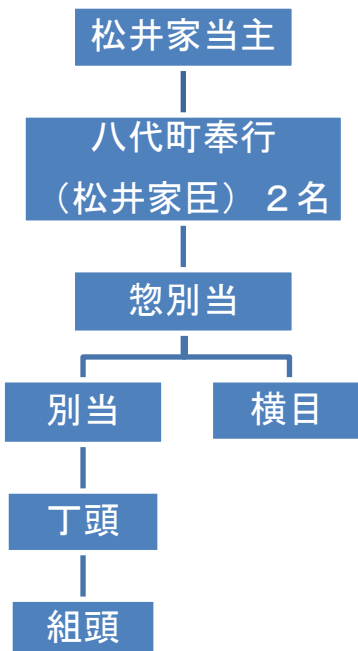 松井家当主
八代町奉行
（松井家臣）２名
惣別当
別当
横目
丁頭
組頭